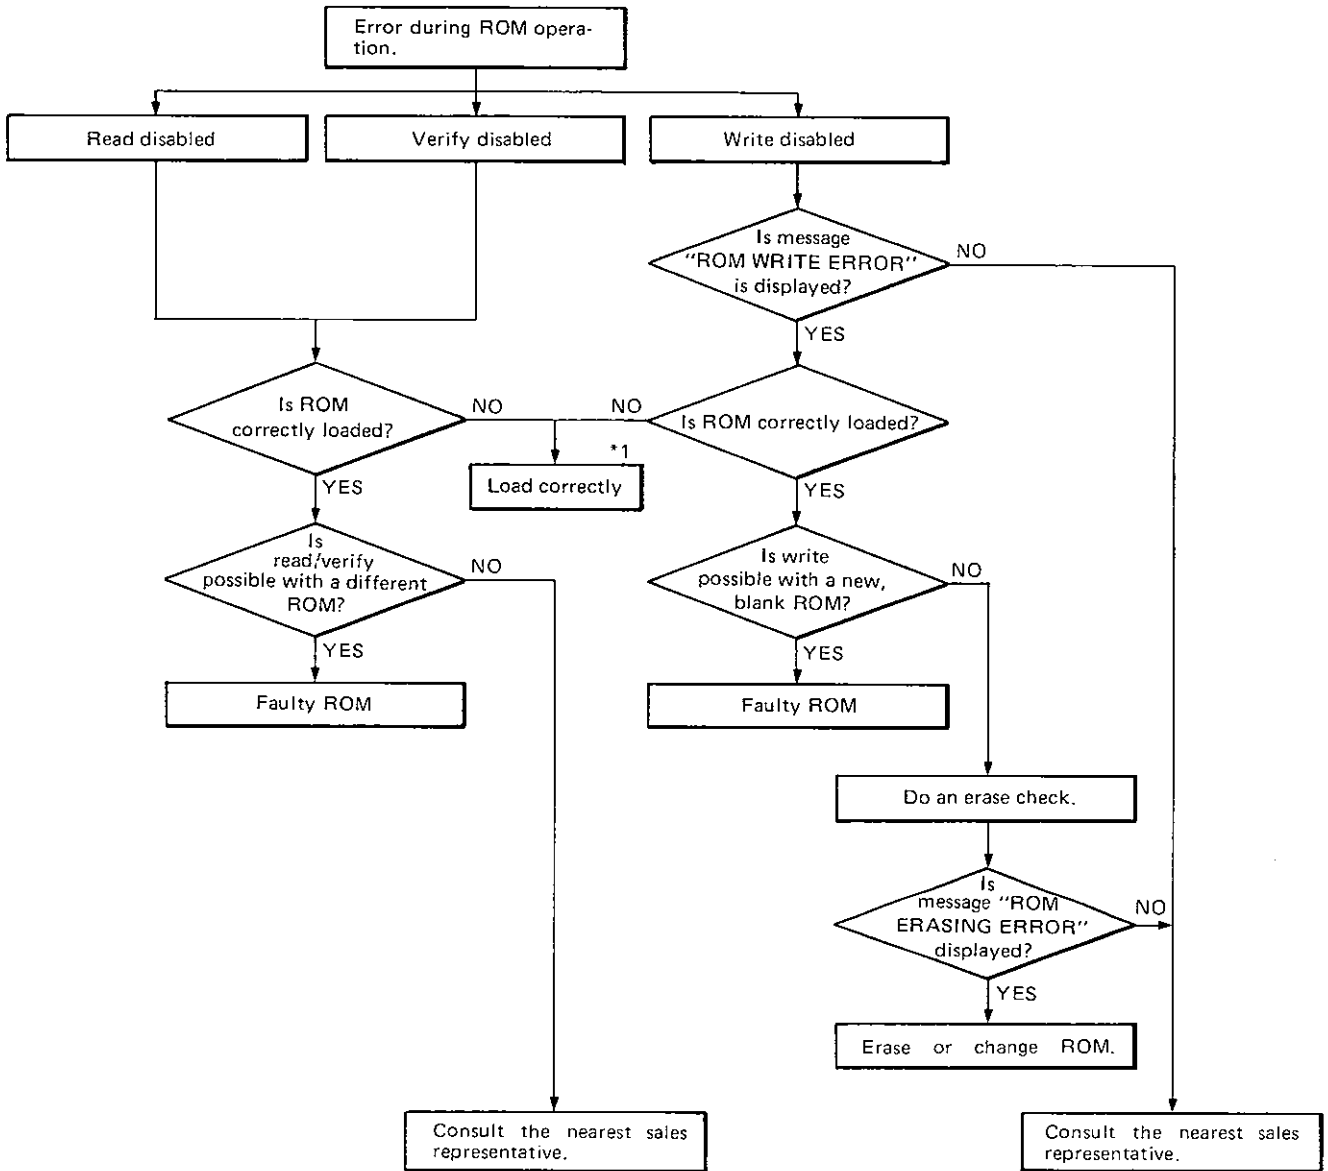 Error during ROM opera-
tion.
Read disabled
Verify disabled
Write disabled
Is message
"ROM WRITE ERROR"
is displayed?
NO
YES
Is ROM
correctly loaded?
NO
NO
Is ROM correctly loaded?
*1
Load correctly
YES
YES
Is
read/verify
possible with a different
ROM?
NO
Is write
possible with a new,
blank ROM?
NO
YES
YES
Faulty ROM
Faulty ROM
Do an erase check.
Is
message "ROM
ERASING ERROR"
displayed?
NO
YES
Erase or change ROM.
Consult the nearest sales
representative.
Consult the nearest sales
representative.